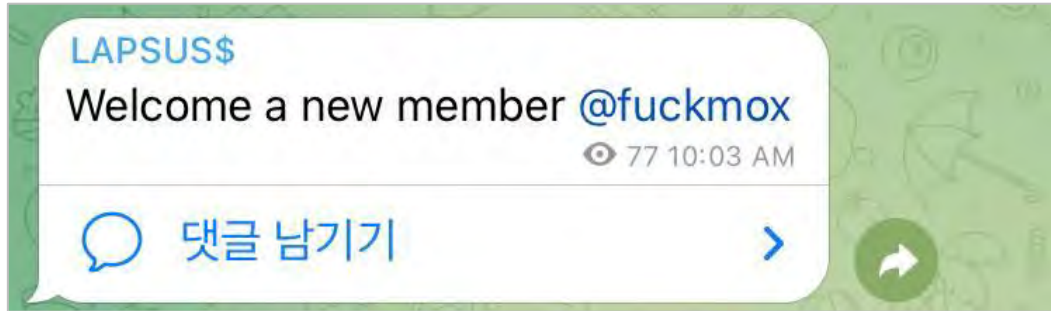 LAPSUS$
Welcome a new member @fuckmox
77 10:03 AM
댓글 남기기